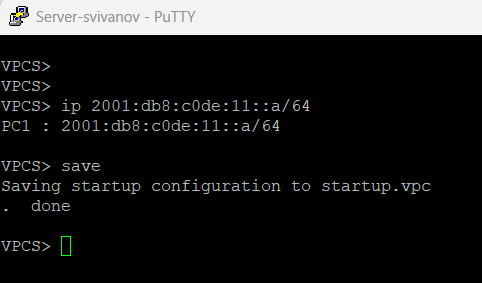 Server-svivanov - PuTTY
VPCS>
VPCS>
VPCS> ip 2001:db8:c0de:11::a/64
PC1 : 2001:db8:c0de:11::a/64
VPCS> save
Saving startup configuration to startup.vpc
.  done
VPCS>